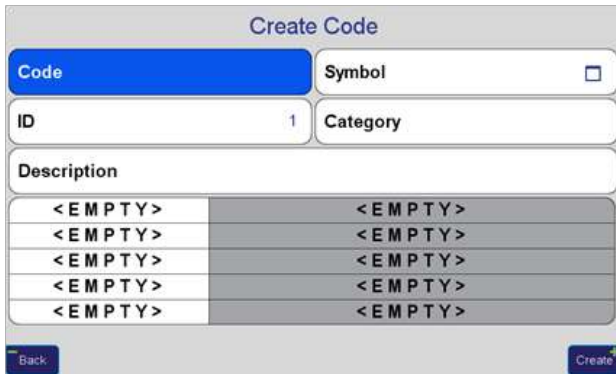 Create Code
Code
Symbol
ID 1
Category
Description
<EMPTY> <EMPTY>
<EMPTY> <EMPTY>
<EMPTY> <EMPTY>
<EMPTY> <EMPTY>
<EMPTY> <EMPTY>
Back
Create